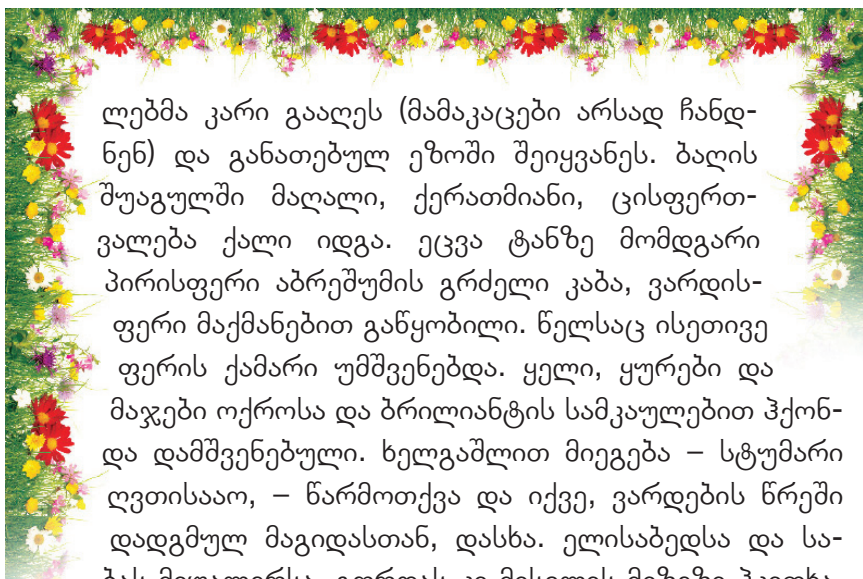 ლებმა კარი გააღეს (მამაკაცები არსად ჩანდ-
ნენ) და განათებულ ეზოში შეიყვანეს. ბაღის
შუაგულში მაღალი, ქერათმიანი, ცისფერთ-
ვალება ქალი იდგა. ეცვა ტანზე მომდგარი
პირისფერი აბრეშუმის გრძელი კაბა, ვარდის-
ფერი მაქმანებით გაწყობილი. წელსაც ისეთივე
ფერის ქამარი უმშვენებდა. ყელი, ყურები და
მაჯები ოქროსა და ბრილიანტის სამკაულებით ჰქონ-
და დამშვენებული. ხელგაშლით მიეგება – სტუმარი
ღვთისააო, – წარმოთქვა და იქვე, ვარდების წრეში
დადგმულ მაგიდასთან, დასხა. ელისაბედსა და სა-